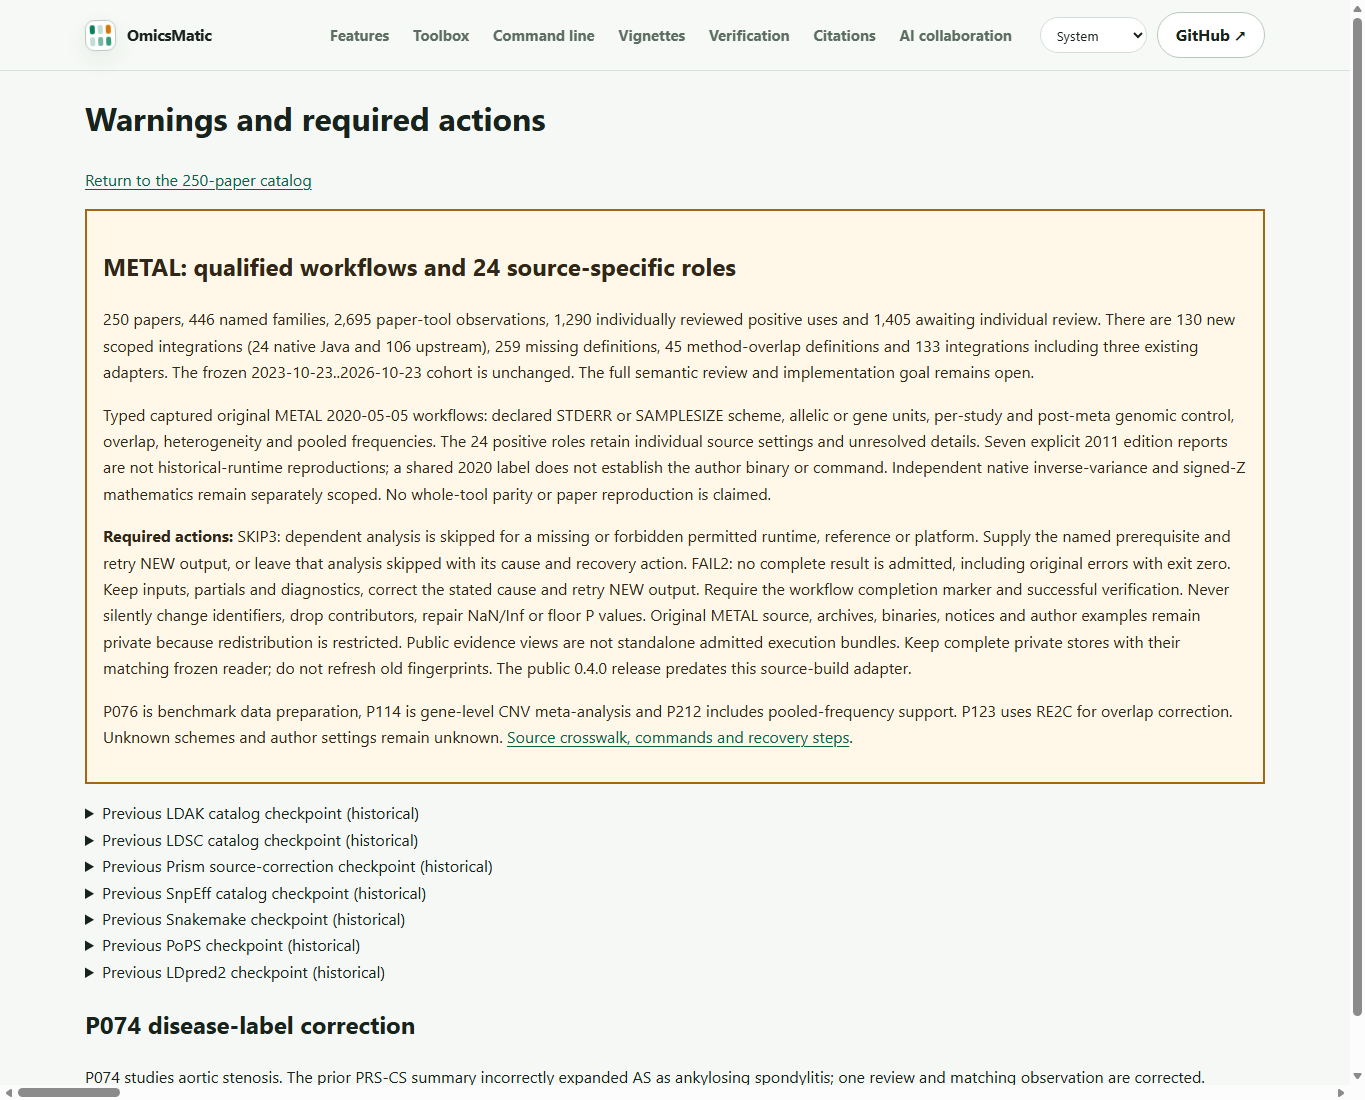 OmicsMatic
Features
Toolbox
Command line
Vignettes
Verification
Citations
AI collaboration
System
GitHub ↗
Warnings and required actions
Return to the 250-paper catalog
METAL: qualified workflows and 24 source-specific roles
250 papers, 446 named families, 2,695 paper-tool observations, 1,290 individually reviewed positive uses and 1,405 awaiting individual review. There are 130 new
scoped integrations (24 native Java and 106 upstream), 259 missing definitions, 45 method-overlap definitions and 133 integrations including three existing
adapters. The frozen 2023-10-23..2026-10-23 cohort is unchanged. The full semantic review and implementation goal remains open.
Typed captured original METAL 2020-05-05 workflows: declared STDERR or SAMPLESIZE scheme, allelic or gene units, per-study and post-meta genomic control,
overlap, heterogeneity and pooled frequencies. The 24 positive roles retain individual source settings and unresolved details. Seven explicit 2011 edition reports
are not historical-runtime reproductions; a shared 2020 label does not establish the author binary or command. Independent native inverse-variance and signed-Z
mathematics remain separately scoped. No whole-tool parity or paper reproduction is claimed.
Required actions: SKIP3: dependent analysis is skipped for a missing or forbidden permitted runtime, reference or platform. Supply the named prerequisite and
retry NEW output, or leave that analysis skipped with its cause and recovery action. FAIL2: no complete result is admitted, including original errors with exit zero.
Keep inputs, partials and diagnostics, correct the stated cause and retry NEW output. Require the workflow completion marker and successful verification. Never
silently change identifiers, drop contributors, repair NaN/Inf or floor P values. Original METAL source, archives, binaries, notices and author examples remain
private because redistribution is restricted. Public evidence views are not standalone admitted execution bundles. Keep complete private stores with their
matching frozen reader; do not refresh old fingerprints. The public 0.4.0 release predates this source-build adapter.
P076 is benchmark data preparation, P114 is gene-level CNV meta-analysis and P212 includes pooled-frequency support. P123 uses RE2C for overlap correction.
Unknown schemes and author settings remain unknown. Source crosswalk, commands and recovery steps.
Previous LDAK catalog checkpoint (historical)
Previous LDSC catalog checkpoint (historical)
Previous Prism source-correction checkpoint (historical)
Previous SnpEff catalog checkpoint (historical)
Previous Snakemake checkpoint (historical)
Previous PoPS checkpoint (historical)
Previous LDpred2 checkpoint (historical)
P074 disease-label correction
P074 studies aortic stenosis. The prior PRS-CS summary incorrectly expanded AS as ankylosing spondylitis; one review and matching observation are corrected.